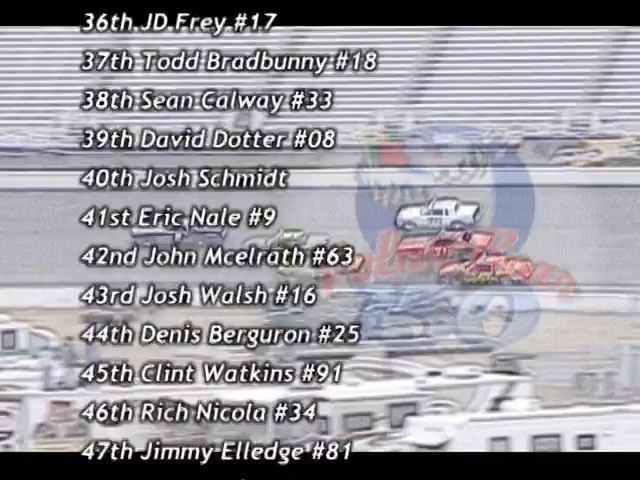 36th JD Frey #17
37th Todd Bradbunny #18
38th Sean Calway #33
39th David Dotter #08
40th Josh Schmidt
41st Eric Nale #9
42nd John Mcelrath #63
43rd Josh Walsh #16
44th Denis Berguron #25
45th Clint Watkins #91
46th Rich Nicola #34
47th Jimmy Elledge #81